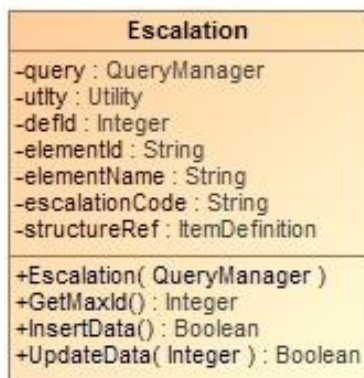 Escalation
-query : QueryManager
-utlty : Utility
-defId : Integer
-elementId : String
-elementName : String
-escalationCode : String
-structureRef : ItemDefinition
+Escalation( QueryManager )
+GetMaxId() : Integer
+InsertData() : Boolean
+UpdateData( Integer ) : Boolean